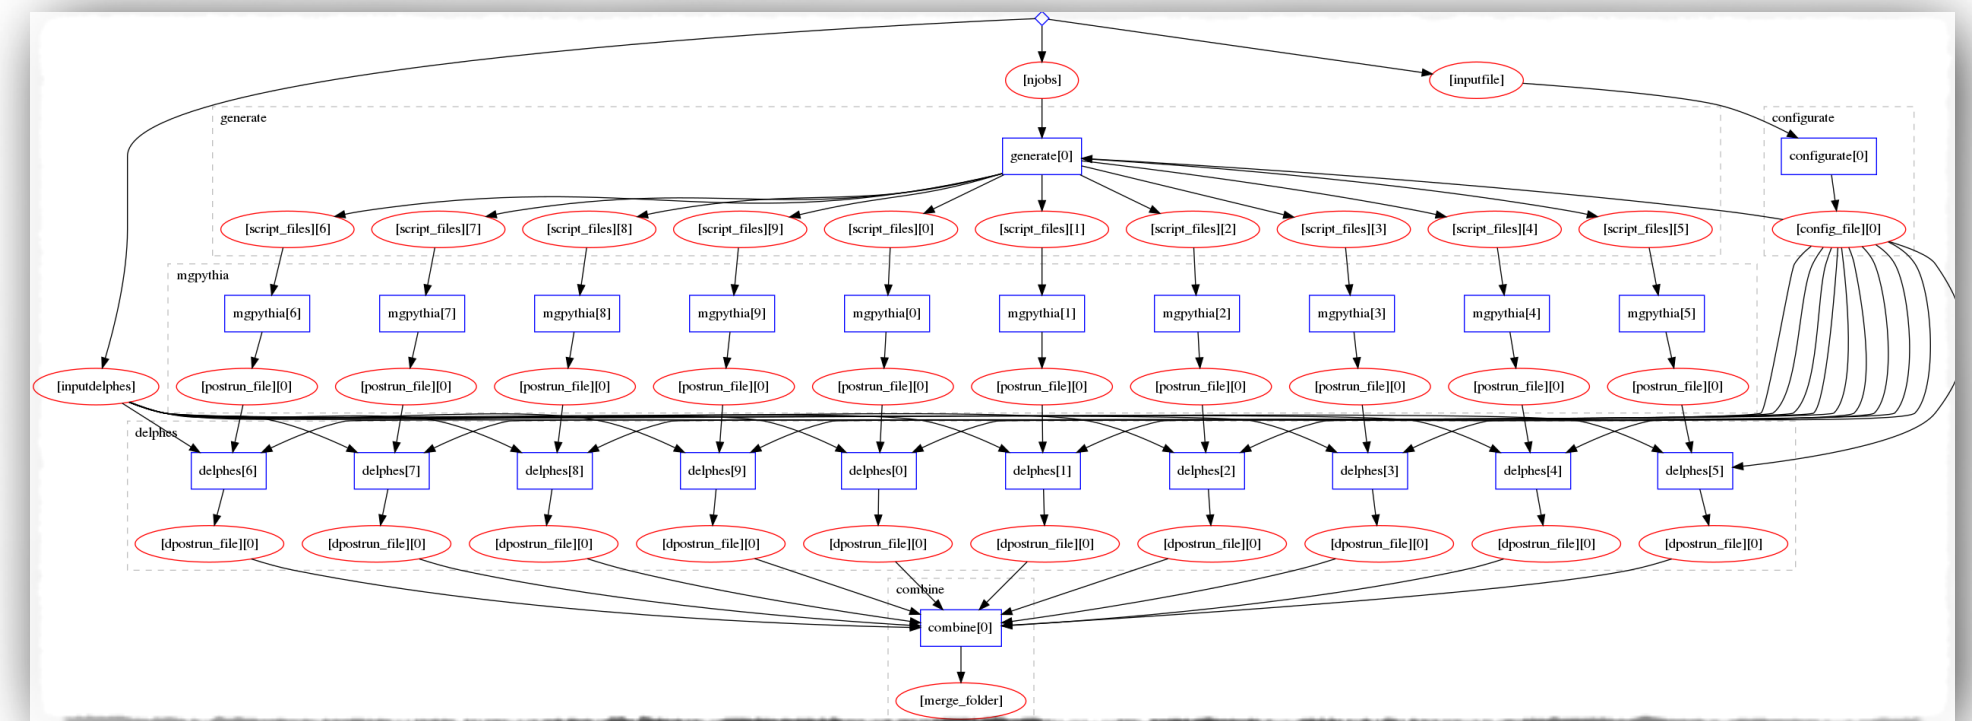 [njobs]
[inputfile]
generate
configurate
generate[0]
configurate[0]
[script_files][6]
[script_files][7]
[script_files][8]
[script_files][9]
[script_files][0]
[script_files][1]
[script_files][2]
[script_files][3]
[script_files][4]
[script_files][5]
[config_file][0]
mgpythia
mgpythia[6]
mgpythia[7]
mgpythia[8]
mgpythia[9]
mgpythia[0]
mgpythia[1]
mgpythia[2]
mgpythia[3]
mgpythia[4]
mgpythia[5]
[inputdelphes]
[postrun_file][0]
[postrun_file][0]
[postrun_file][0]
[postrun_file][0]
[postrun_file][0]
[postrun_file][0]
[postrun_file][0]
[postrun_file][0]
[postrun_file][0]
[postrun_file][0]
delphes
delphes[6]
delphes[7]
delphes[8]
delphes[9]
delphes[0]
delphes[1]
delphes[2]
delphes[3]
delphes[4]
delphes[5]
[dpostrun_file][0]
[dpostrun_file][0]
[dpostrun_file][0]
[dpostrun_file][0]
[dpostrun_file][0]
[dpostrun_file][0]
[dpostrun_file][0]
[dpostrun_file][0]
[dpostrun_file][0]
[dpostrun_file][0]
combine
combine[0]
[merge_folder]